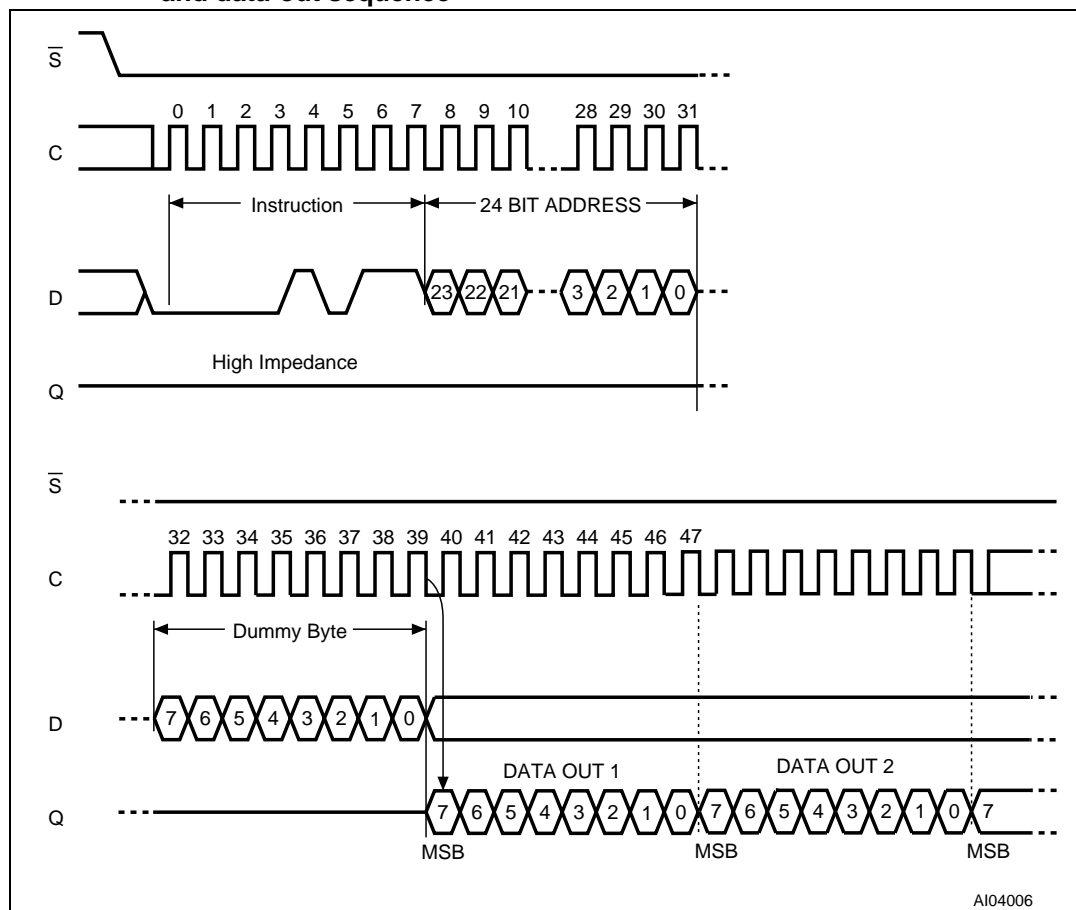 and data-out sequence
S
0 1 2 3 4 5 6 7 8 9 10 28 29 30 31
C
Instruction 24 BIT ADDRESS
D 23 22 21 3 2 1 0
High Impedance
Q
S
32 33 34 35 36 37 38 39 40 41 42 43 44 45 46 47
C
Dummy Byte
D 7 6 5 4 3 2 1 0
DATA OUT 1 DATA OUT 2
Q 7 6 5 4 3 2 1 0 7 6 5 4 3 2 1 0 7
MSB MSB MSB
AI04006